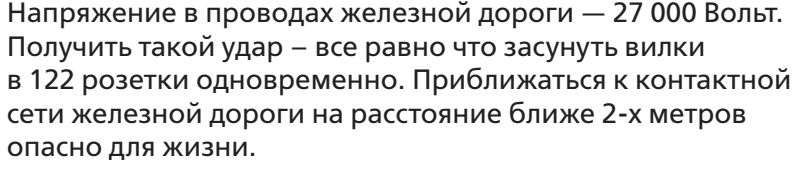 Напряжение в проводах железной дороги — 27 000 Вольт.
Получить такой удар – все равно что засунуть вилки
в 122 розетки одновременно. Приближаться к контактной
сети железной дороги на расстояние ближе 2-х метров
опасно для жизни.